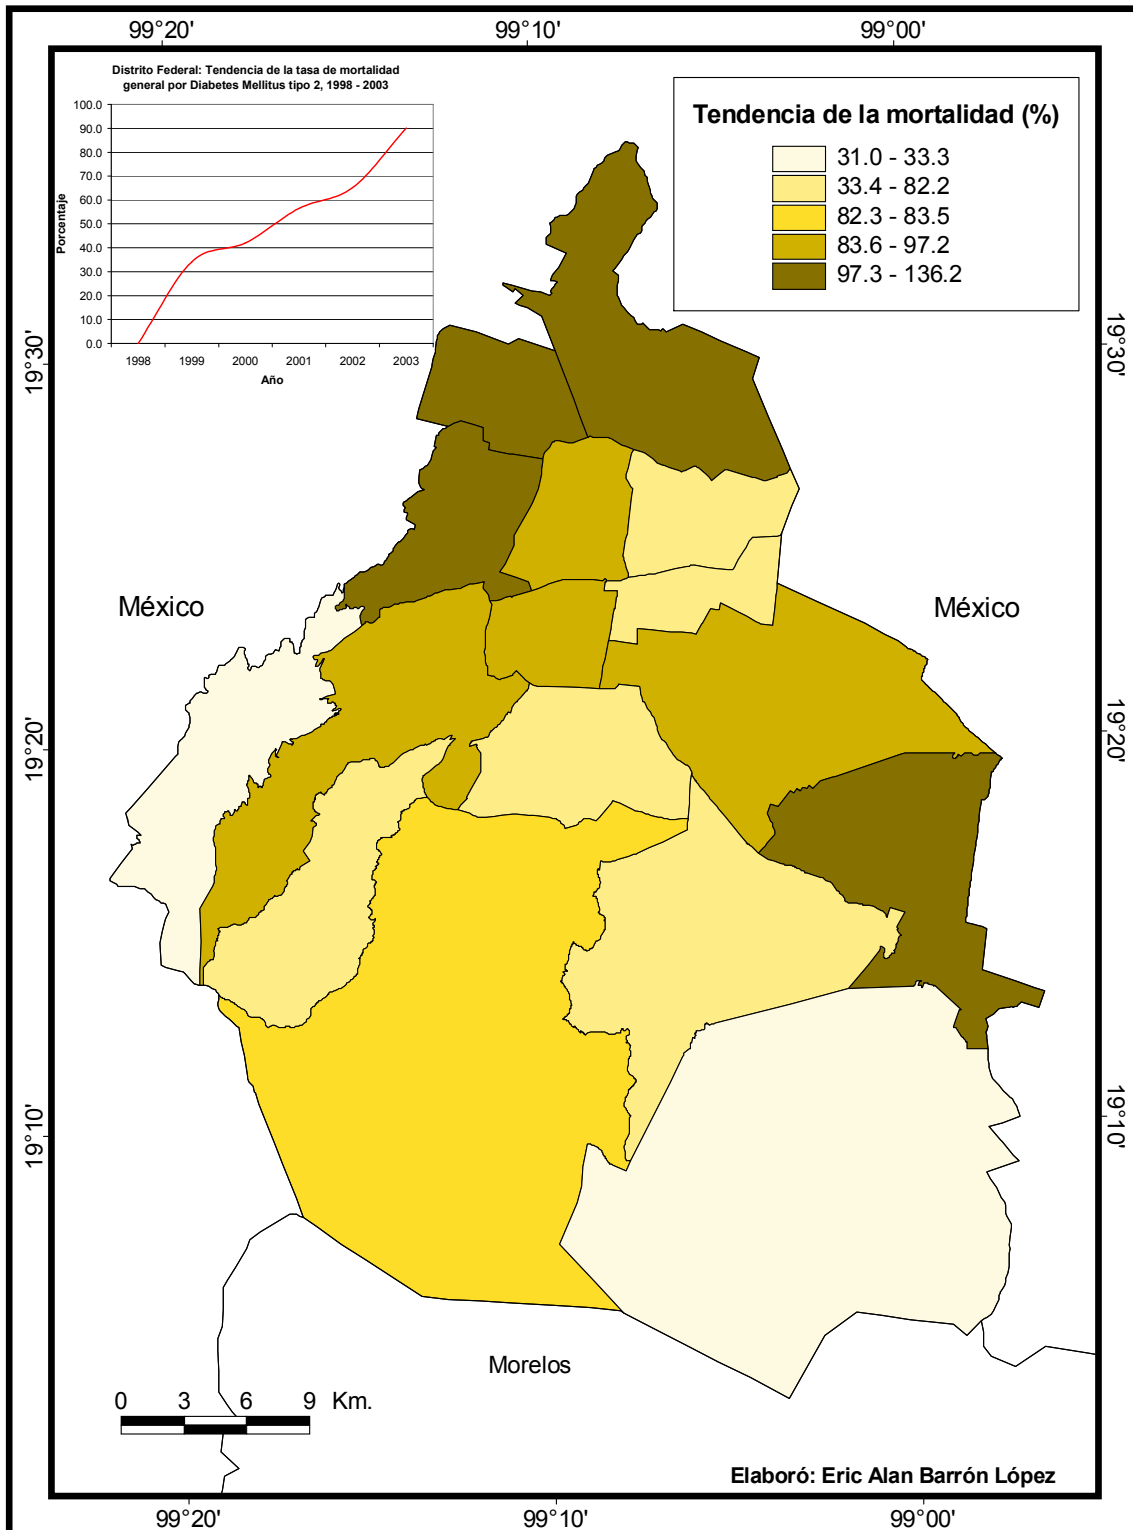 99°20'
99°10'
99°00'
Distrito Federal: Tendencia de la tasa de mortalidad
general por Diabetes Mellitus tipo 2, 1998 - 2003
100.0
90.0
80.0
70.0
60.0
50.0
40.0
30.0
20.0
10.0
0.0
Porcentaje
1998
1999
2000
2001
2002
2003
Año
Tendencia de la mortalidad (%)
31.0 - 33.3
33.4 - 82.2
82.3 - 83.5
83.6 - 97.2
97.3 - 136.2
19°30'
19°30'
México
México
19°20'
19°20'
19°10'
19°10'
Morelos
0 3 6 9 Km.
Elaboró: Eric Alan Barrón López
99°20'
99°10'
99°00'